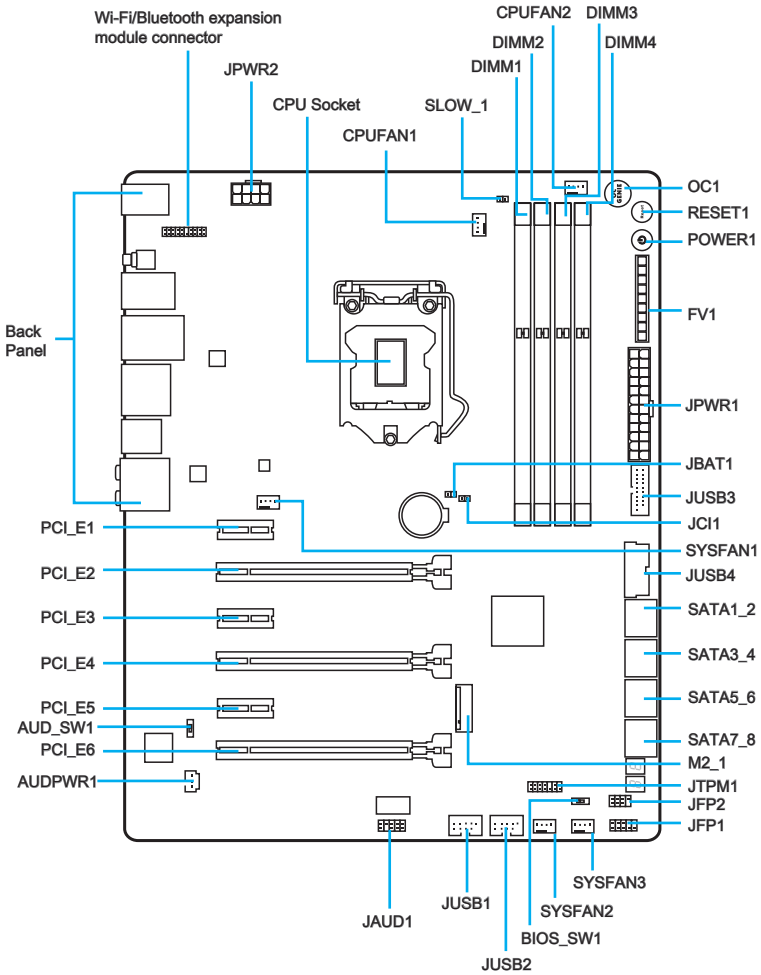 Wi-Fi/Bluetooth expansion
module connector
JPWR2
CPU Socket
CPUFAN1
SLOW_1
DIMM1
DIMM2
CPUFAN2
DIMM3
DIMM4
OC1
GENIE
RESET1
Reset
POWER1
FV1
Back
Panel
JPWR1
JBAT1
JUSB3
JCI1
SYSFAN1
JUSB4
PCI_E1
PCI_E2
PCI_E3
PCI_E4
PCI_E5
AUD_SW1
PCI_E6
AUDPWR1
SATA1_2
SATA3_4
SATA5_6
SATA7_8
M2_1
JTPM1
JFP2
JFP1
SYSFAN3
SYSFAN2
BIOS_SW1
JUSB2
JUSB1
JAUD1